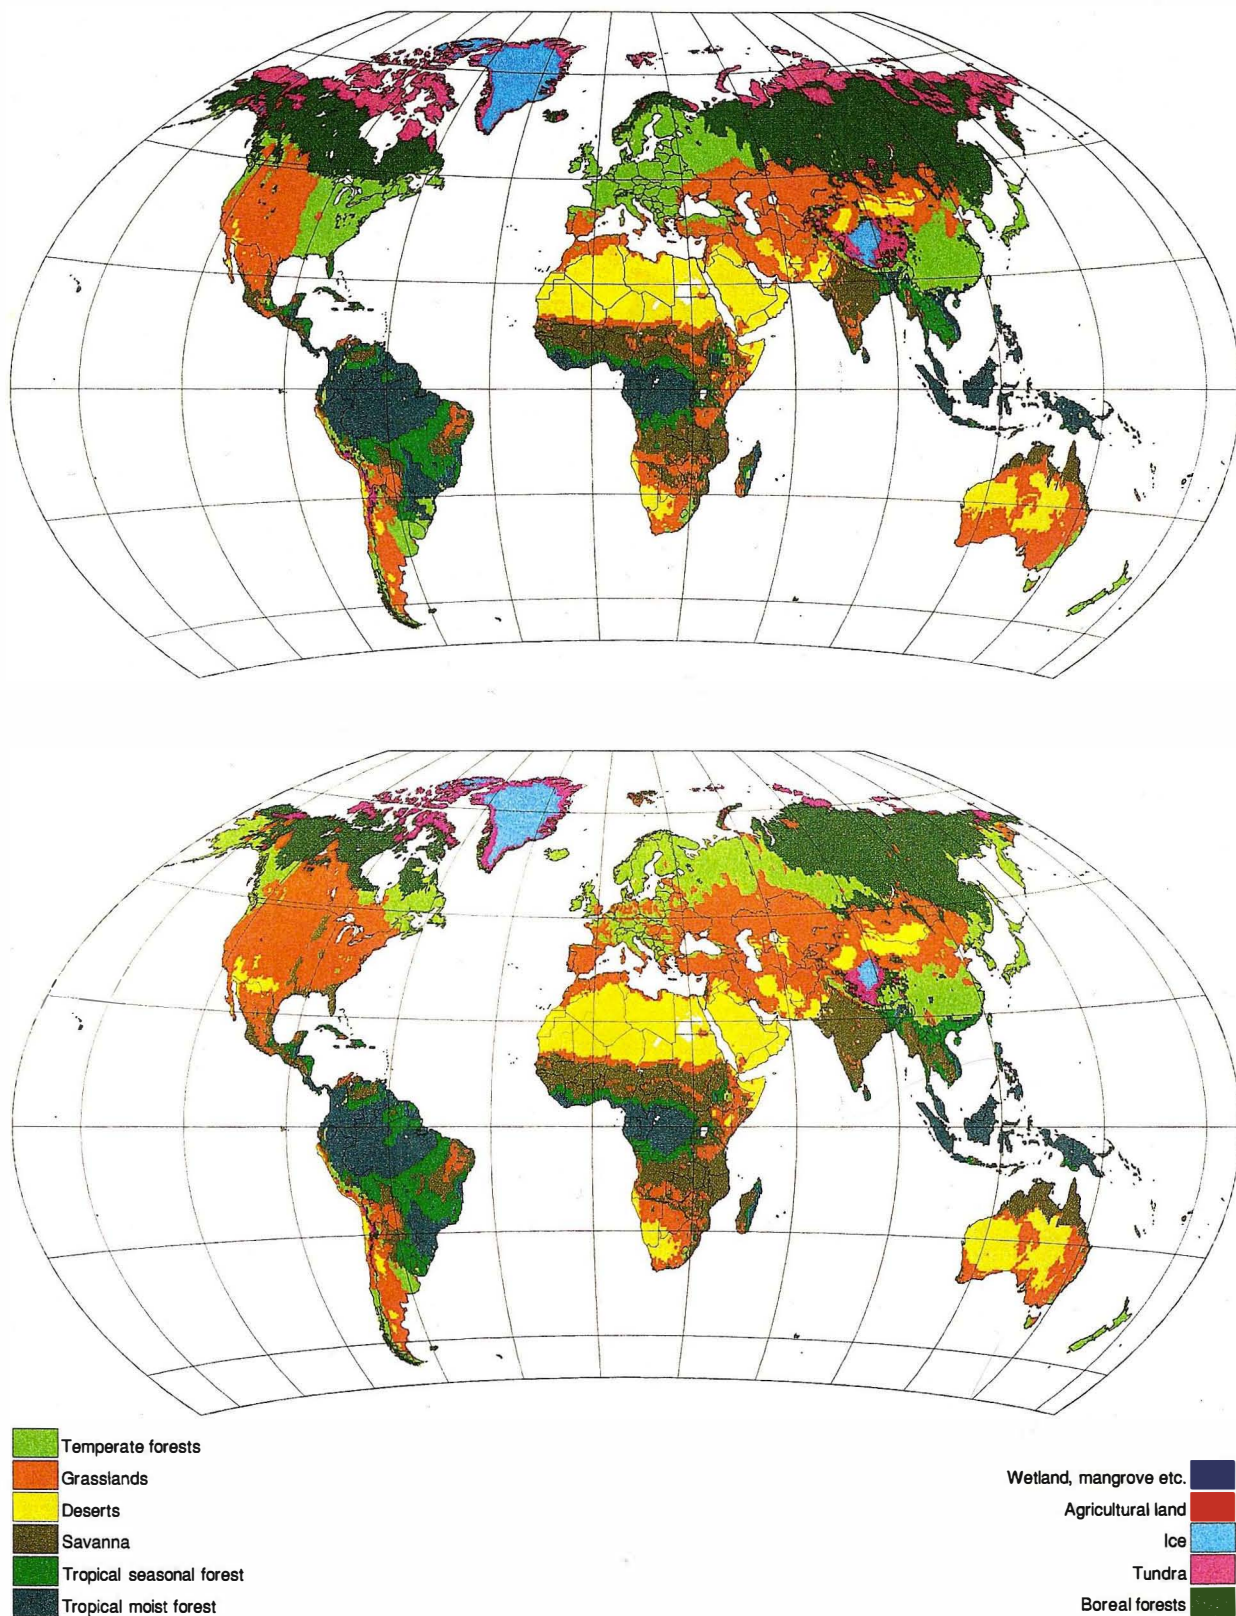 Temperate forests
Grasslands
Deserts
Savanna
Tropical seasonal forest
Tropical moist forest
Wetland, mangrove etc.
Agricultural land
Ice
Tundra
Boreal forests